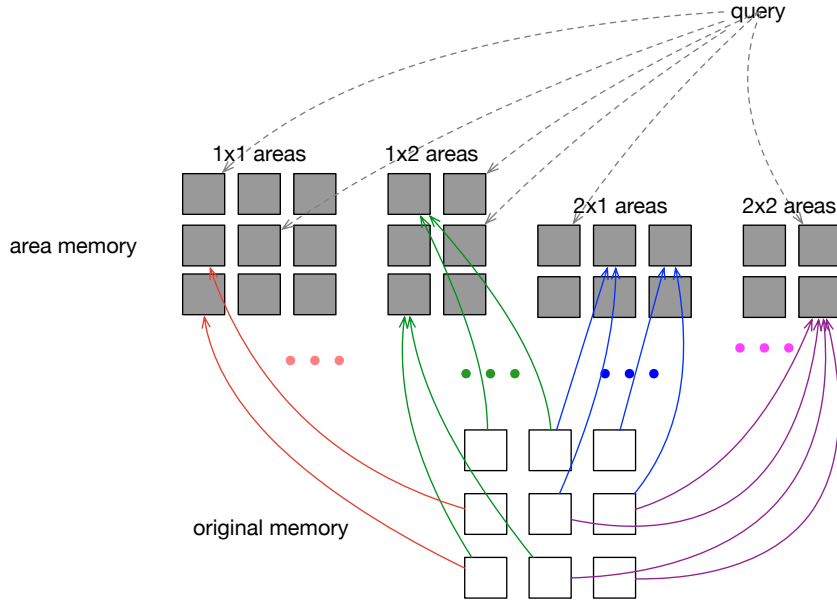 query
1x1 areas
1x2 areas
2x1 areas
2x2 areas
area memory
original memory